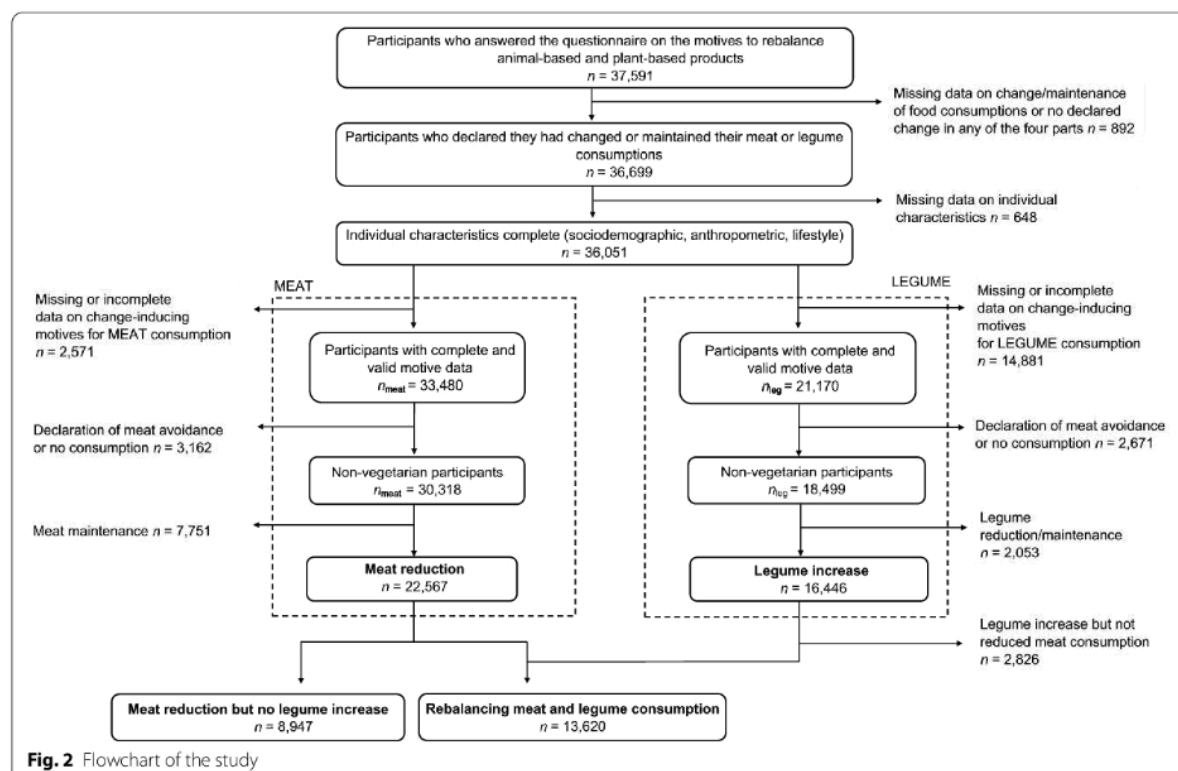 Participants who answered the questionnaire on the motives to rebalance
animal-based and plant-based products
n = 37,591
Missing data on change/maintenance
of food consumptions or no declared
change in any of the four parts n = 892
Participants who declared they had changed or maintained their meat or legume
consumptions
n = 36,699
Missing data on individual
characteristics n = 648
Individual characteristics complete (sociodemographic, anthropometric, lifestyle)
n = 36,051
MEAT
Missing or incomplete
data on change-inducing
motives for MEAT consumption
n = 2,571
Participants with complete and
valid motive data
nmeat = 33,480
Declaration of meat avoidance
or no consumption n = 3,162
Non-vegetarian participants
nmeat = 30,318
Meat maintenance n = 7,751
Meat reduction
n = 22,567
LEGUME
Missing or incomplete
data on change-inducing
motives
for LEGUME consumption
n = 14,881
Participants with complete and
valid motive data
nleg = 21,170
Declaration of meat avoidance
or no consumption n = 2,671
Non-vegetarian participants
nleg = 18,499
Legume
reduction/maintenance
n = 2,053
Legume increase
n = 16,446
Legume increase but not
reduced meat consumption
n = 2,826
Meat reduction but no legume increase
n = 8,947
Rebalancing meat and legume consumption
n = 13,620
Fig. 2 Flowchart of the study